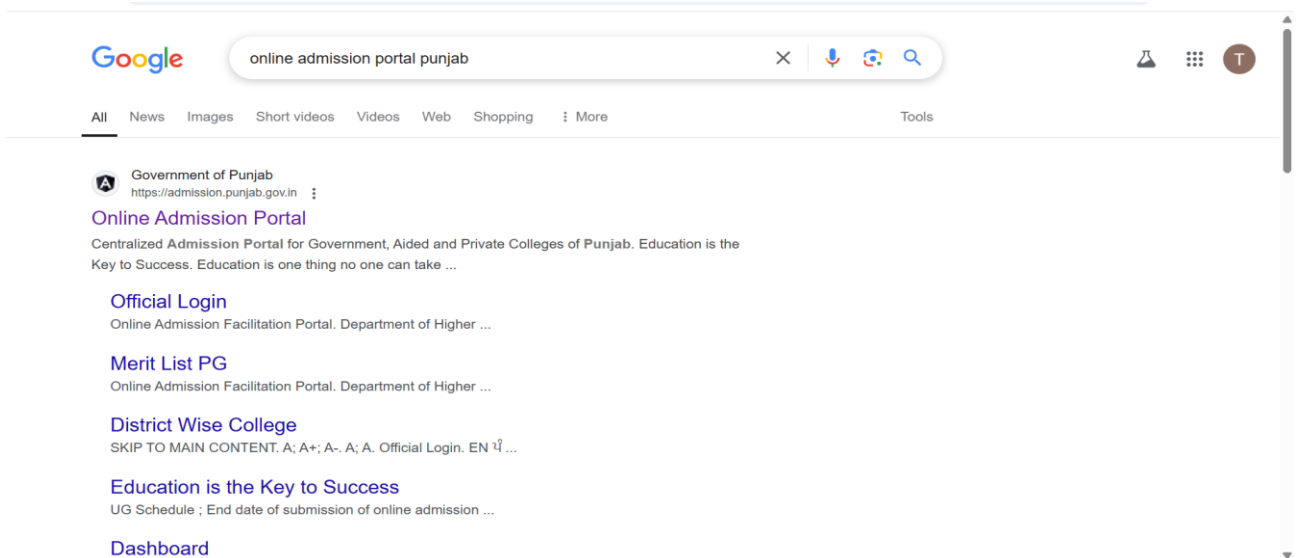 Google
online admission portal punjab
T
All News Images Short videos Videos Web Shopping More Tools
A
Government of Punjab
https://admission.punjab.gov.in
Online Admission Portal
Centralized Admission Portal for Government, Aided and Private Colleges of Punjab. Education is the
Key to Success. Education is one thing no one can take ...
Official Login
Online Admission Facilitation Portal. Department of Higher ...
Merit List PG
Online Admission Facilitation Portal. Department of Higher ...
District Wise College
SKIP TO MAIN CONTENT. A; A+; A-. A; A. Official Login. EN ਪੰ ...
Education is the Key to Success
UG Schedule ; End date of submission of online admission ...
Dashboard